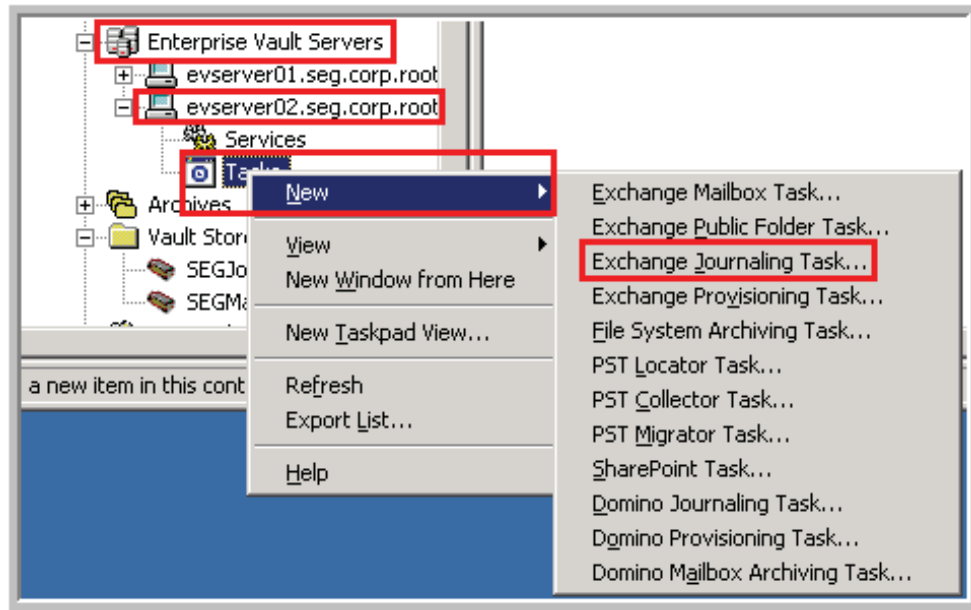 Enterprise Vault Servers
evserver01.seg.corp.root
evserver02.seg.corp.root
Services
Archives
Vault Stor
SEGJo
SEGMa
a new item in this cont
New
View
New Window from Here
New Taskpad View...
Refresh
Export List...
Help
Exchange Mailbox Task...
Exchange Public Folder Task...
Exchange Journaling Task...
Exchange Provisioning Task...
File System Archiving Task...
PST Locator Task...
PST Collector Task...
PST Migrator Task...
SharePoint Task...
Domino Journaling Task...
Domino Provisioning Task...
Domino Mailbox Archiving Task...